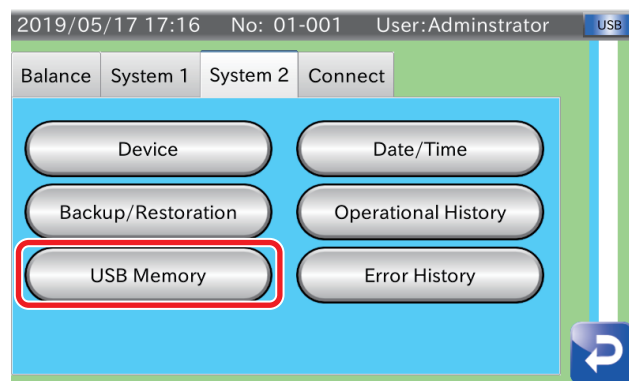 2019/05/17 17:16 No: 01-001 User:Adminstrator USB
Balance System 1 System 2 Connect
Device Date/Time
Backup/Restoration Operational History
USB Memory Error History